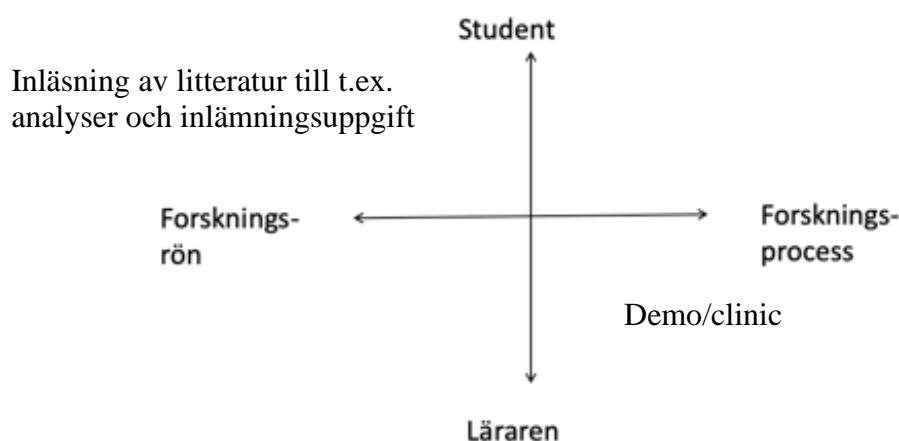 Student
Inläsning av litteratur till t.ex.
analyser och inlämningsuppgift
Forsknings-
rön
Forsknings-
process
Demo/clinic
Läraren